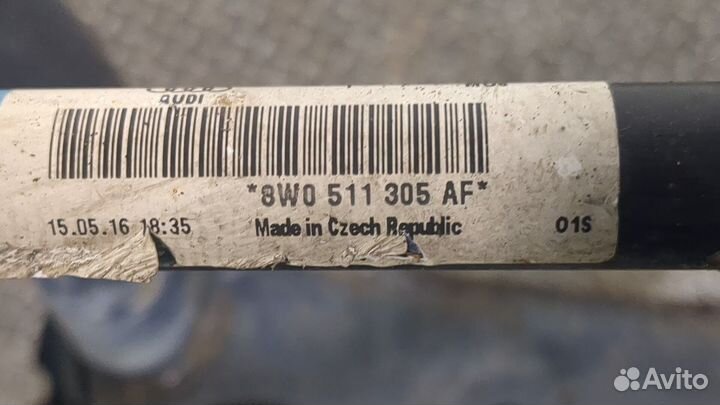 AUDI
*8W0 511 305 AF*
15.05.16 18:35 Made in Czech Republic 01S
Avito